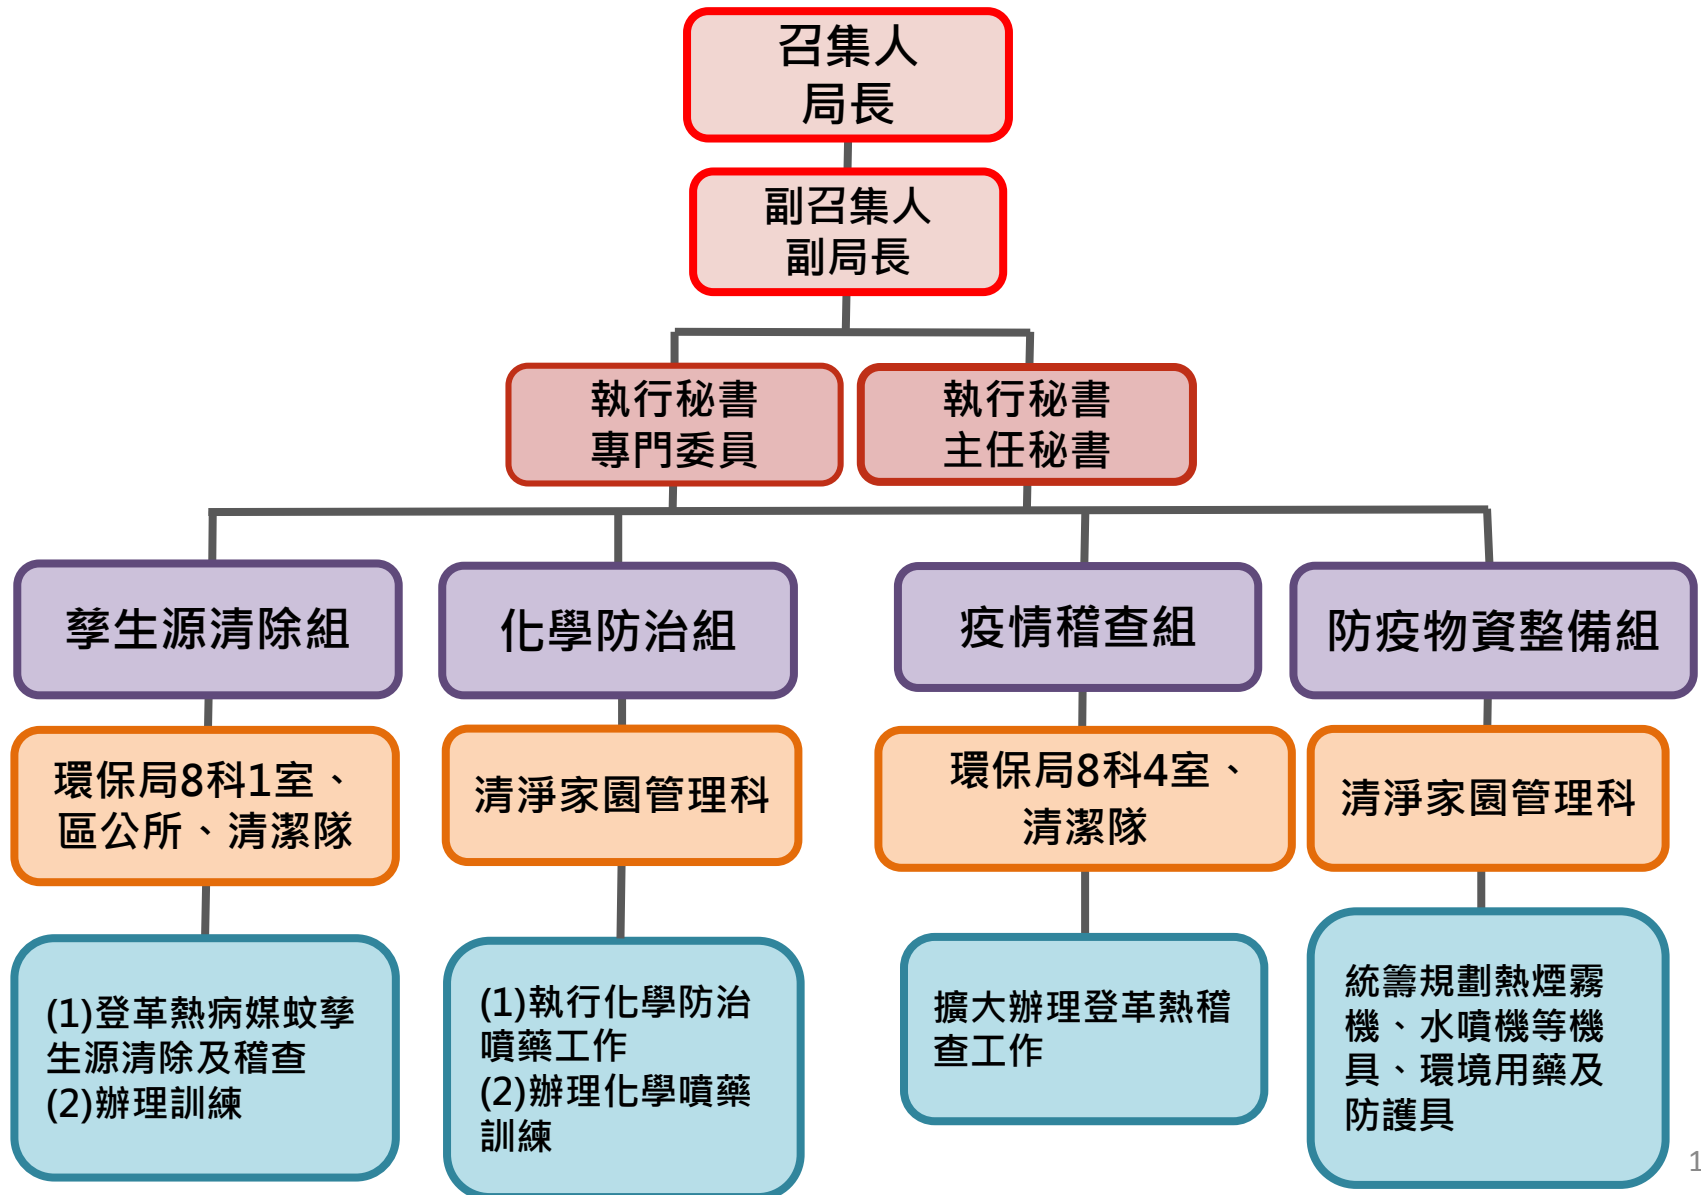 召集人
局長
副召集人
副局長
執行秘書
專門委員
執行秘書
主任秘書
孳生源清除組
化學防治組
疫情稽查組
防疫物資整備組
環保局8科1室、
區公所、清潔隊
清淨家園管理科
環保局8科4室、
清潔隊
清淨家園管理科
(1)登革熱病媒蚊孳
生源清除及稽查
(2)辦理訓練
(1)執行化學防治
噴藥工作
(2)辦理化學噴藥
訓練
擴大辦理登革熱稽
查工作
統籌規劃熱煙霧
機、水噴機等機
具、環境用藥及
防護具
1